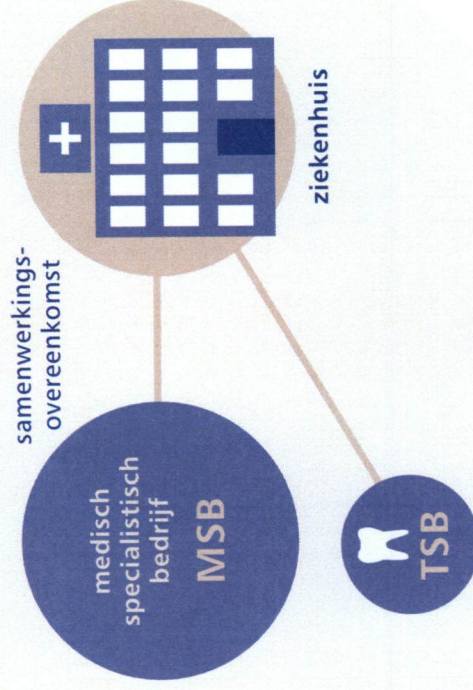 samenwerkings-
overeenkomst
medisch
specialistisch
bedrijf
MSB
ziekenhuis
TSB